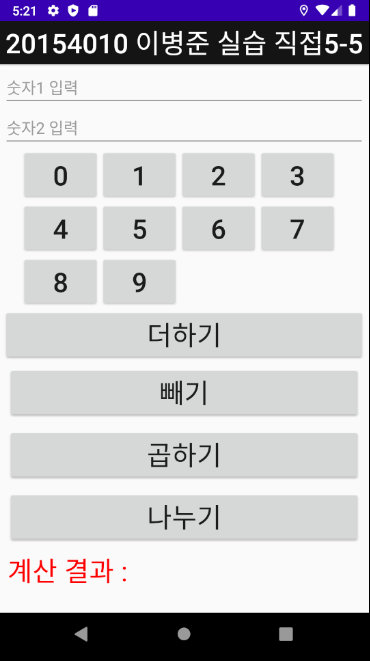 5:21
20154010 이병준 실습 직접5-5
숫자1 입력
숫자2 입력
0 1 2 3
4 5 6 7
8 9
더하기
빼기
곱하기
나누기
계산 결과 :